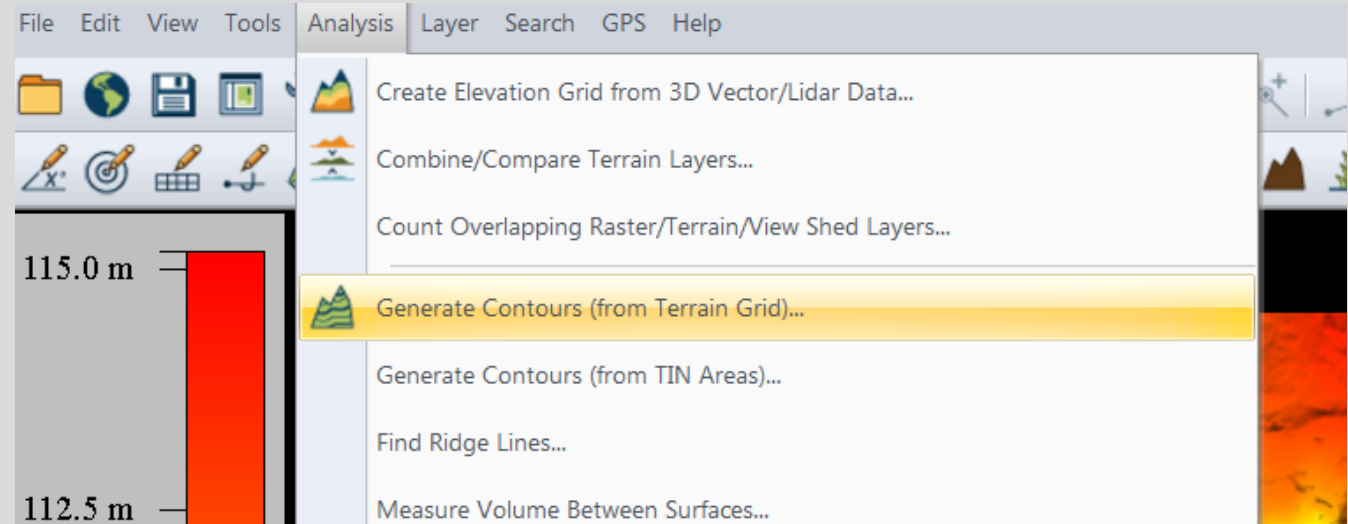 File Edit View Tools Analysis Layer Search GPS Help
Create Elevation Grid from 3D Vector/Lidar Data...
Combine/Compare Terrain Layers...
Count Overlapping Raster/Terrain/View Shed Layers...
115.0 m
Generate Contours (from Terrain Grid)...
Generate Contours (from TIN Areas)...
Find Ridge Lines...
112.5 m
Measure Volume Between Surfaces...